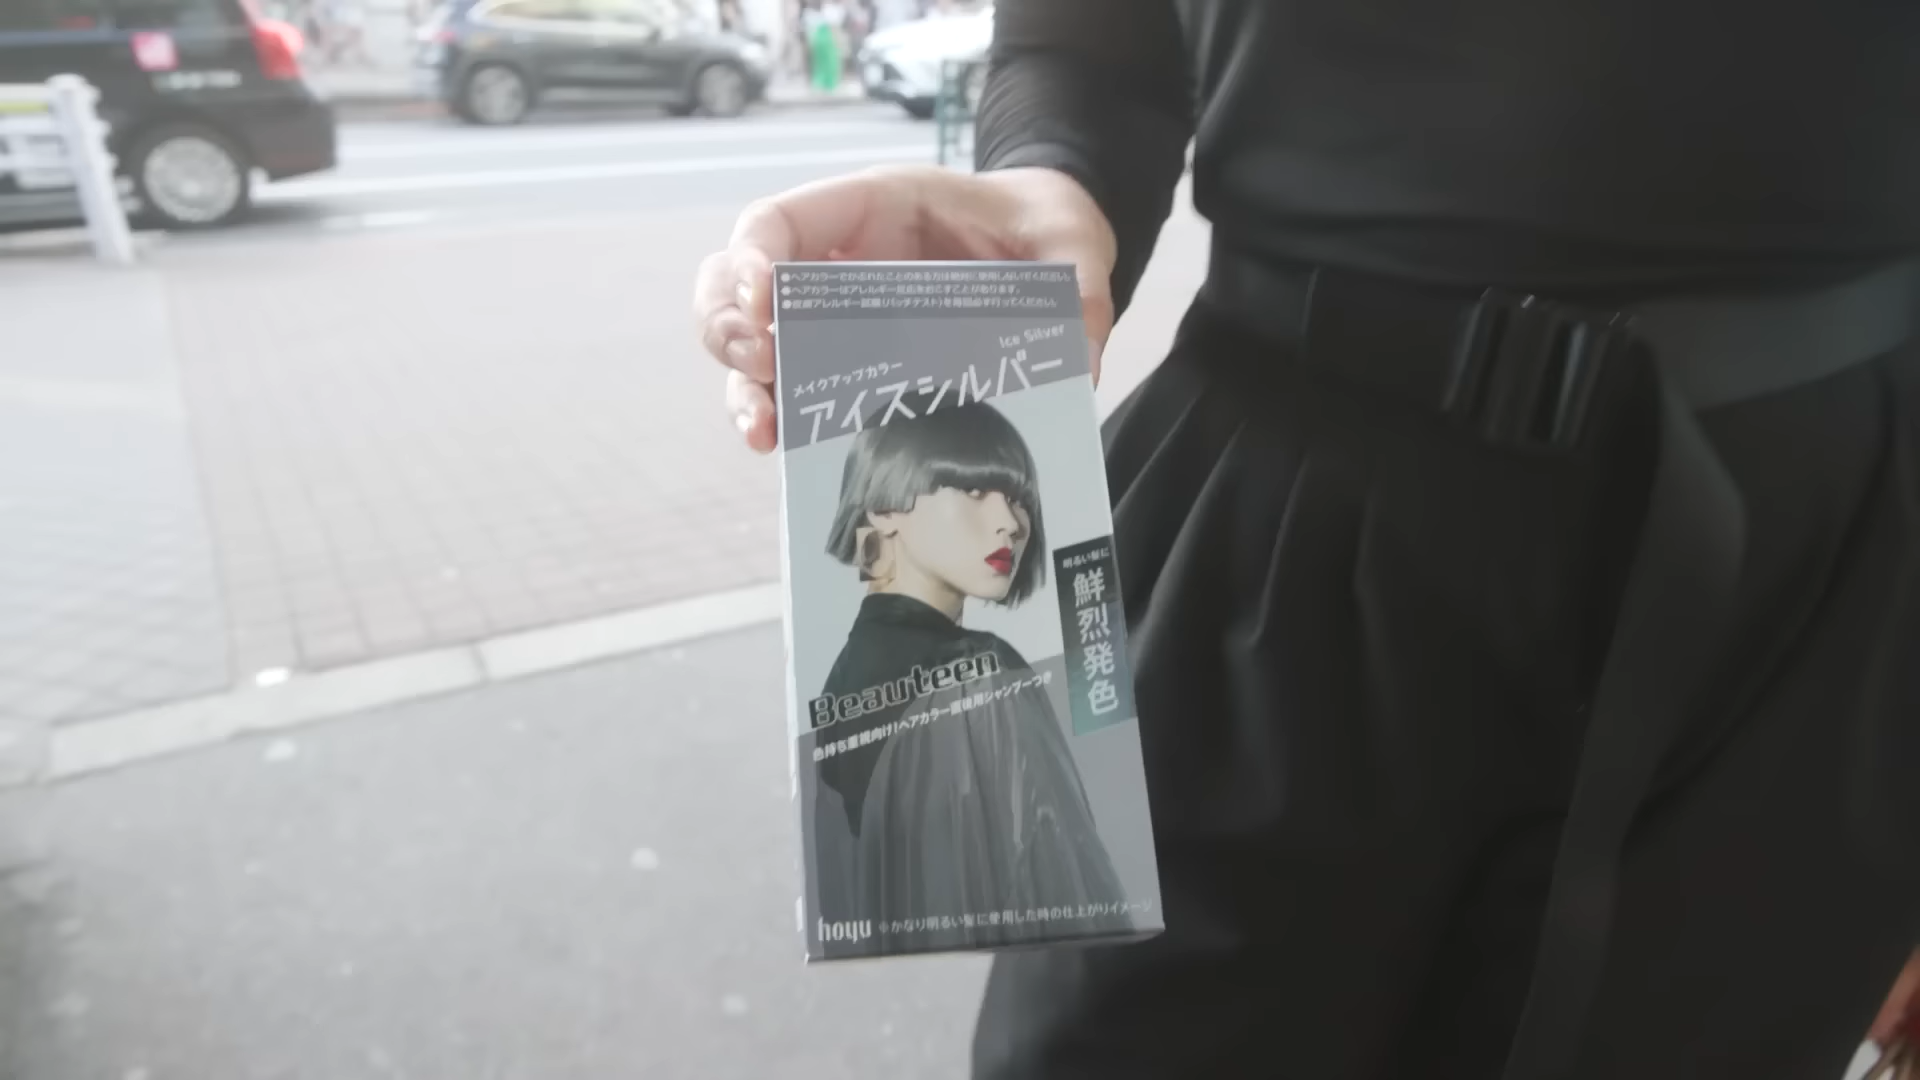 ●ヘアカラーでかぶれたことのある方は絶対に使用しないでください。
●ヘアカラーはアレルギー反応をおこすことがあります。
●皮膚アレルギー試験(パッチテスト)を毎回必ず行ってください。
Ice Silver
メイクアップカラー
アイスシルバー
明るい髪に
鮮烈発色
Beauteen
色持ち重視向け!ヘアカラー直後用シャンプーつき
hoyu ※かなり明るい髪に使用した時の仕上がりイメージ